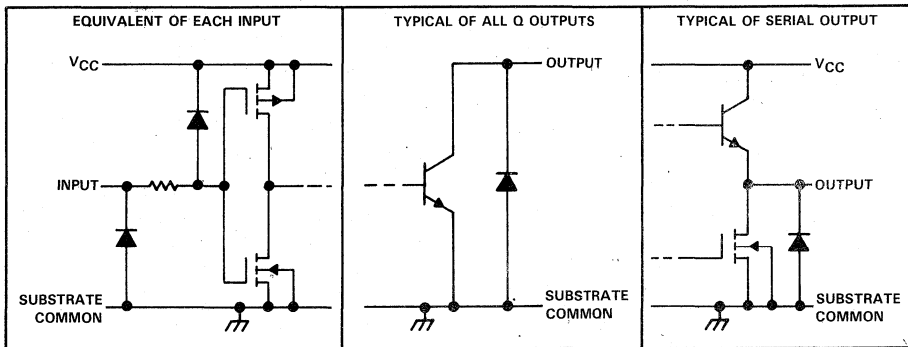 EQUIVALENT OF EACH INPUT
VCC
INPUT
SUBSTRATE
COMMON
TYPICAL OF ALL Q OUTPUTS
OUTPUT
SUBSTRATE
COMMON
TYPICAL OF SERIAL OUTPUT
VCC
OUTPUT
SUBSTRATE
COMMON